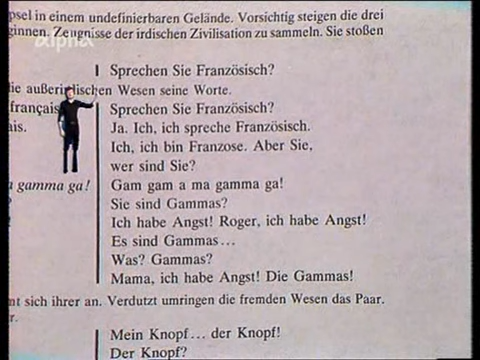 psel in einem undefinierbaren Gelände. Vorsichtig steigen die drei
ginnen, Zeugnisse der irdischen Zivilisation zu sammeln. Sie stoßen
alpha
Sprechen Sie Französisch?
die außerirdischen Wesen seine Worte.
français
Sprechen Sie Französisch?
ais.
Ja. Ich, ich spreche Französisch.
Ich, ich bin Franzose. Aber Sie,
wer sind Sie?
a gamma ga!
Gam gam a ma gamma ga!
?
Sie sind Gammas?
Ich habe Angst! Roger, ich habe Angst!
Es sind Gammas...
Was? Gammas?
Mama, ich habe Angst! Die Gammas!
mt sich ihrer an. Verdutzt umringen die fremden Wesen das Paar.
r.
Mein Knopf... der Knopf!
Der Knopf?